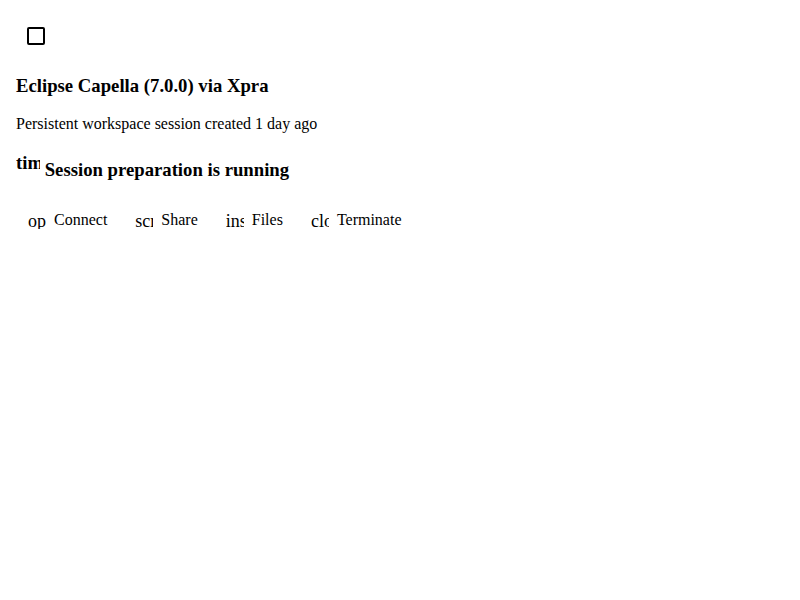 Eclipse Capella (7.0.0) via Xpra
Persistent workspace session created 1 day ago
tim Session preparation is running
op Connect scr Share ins Files clo Terminate